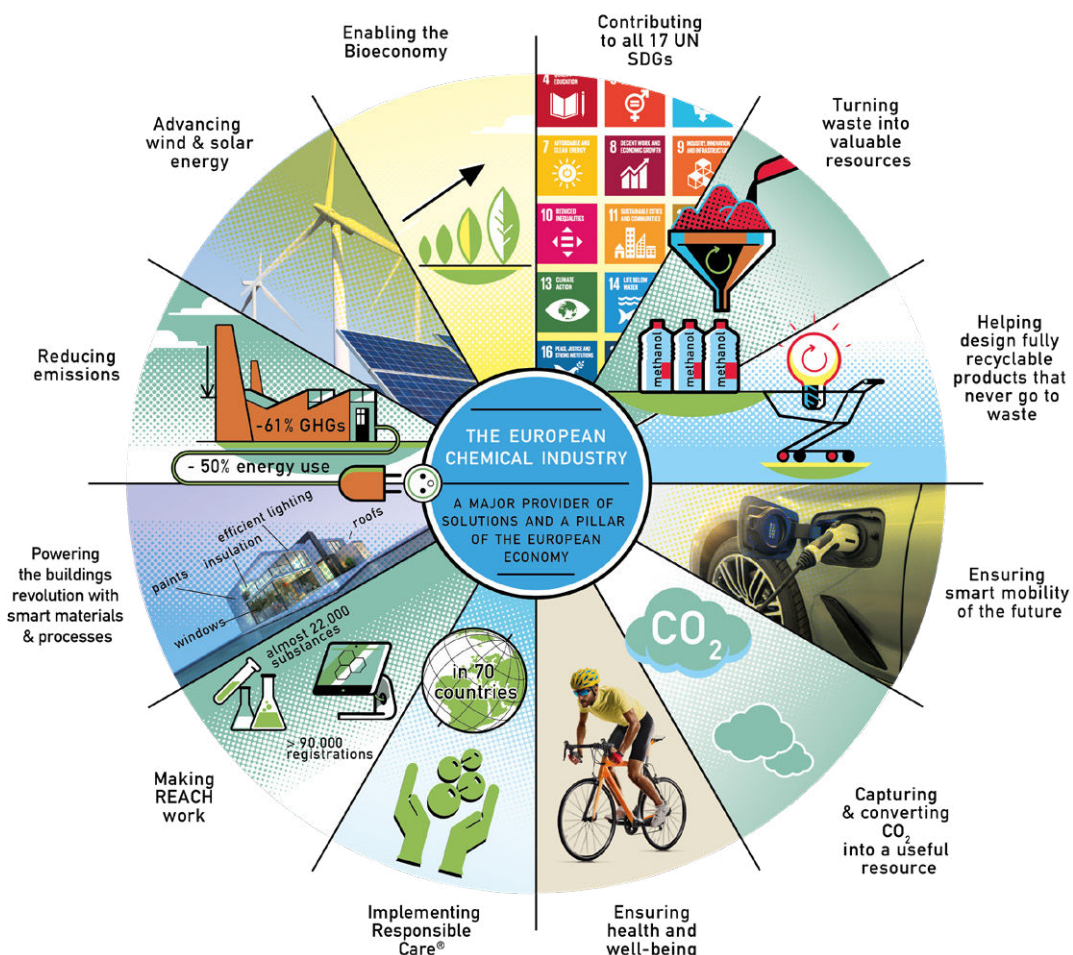 Enabling the
Bioeconomy
Contributing
to all 17 UN
SDGs
Turning
waste into
valuable
resources
Helping
design fully
recyclable
products that
never go to
waste
Ensuring
smart mobility
of the future
Capturing
& converting
CO2
into a useful
resource
Ensuring
health and
well-being
Implementing
Responsible
Care®
Making
REACH
work
Powering
the buildings
revolution with
smart materials
& processes
Reducing
emissions
Advancing
wind & solar
energy
4
EDUCATION
7 AFFORDABLE AND
CLEAN ENERGY
8 DECENT WORK AND
ECONOMIC GROWTH
9 INDUSTRY, INNOVATION
AND INFRASTRUCTURE
10 REDUCED
INEQUALITIES
11 SUSTAINABLE CITIES
AND COMMUNITIES
13 CLIMATE
ACTION
14 LIFE BELOW
WATER
16 PEACE, JUSTICE AND
STRONG INSTITUTIONS
methanol
methanol
methanol
-61% GHGs
- 50% energy use
THE EUROPEAN
CHEMICAL INDUSTRY
A MAJOR PROVIDER OF
SOLUTIONS AND A PILLAR
OF THE EUROPEAN
ECONOMY
efficient lighting
roofs
insulation
paints
windows
almost 22,000
substances
> 90,000
registrations
in 70
countries
CO2